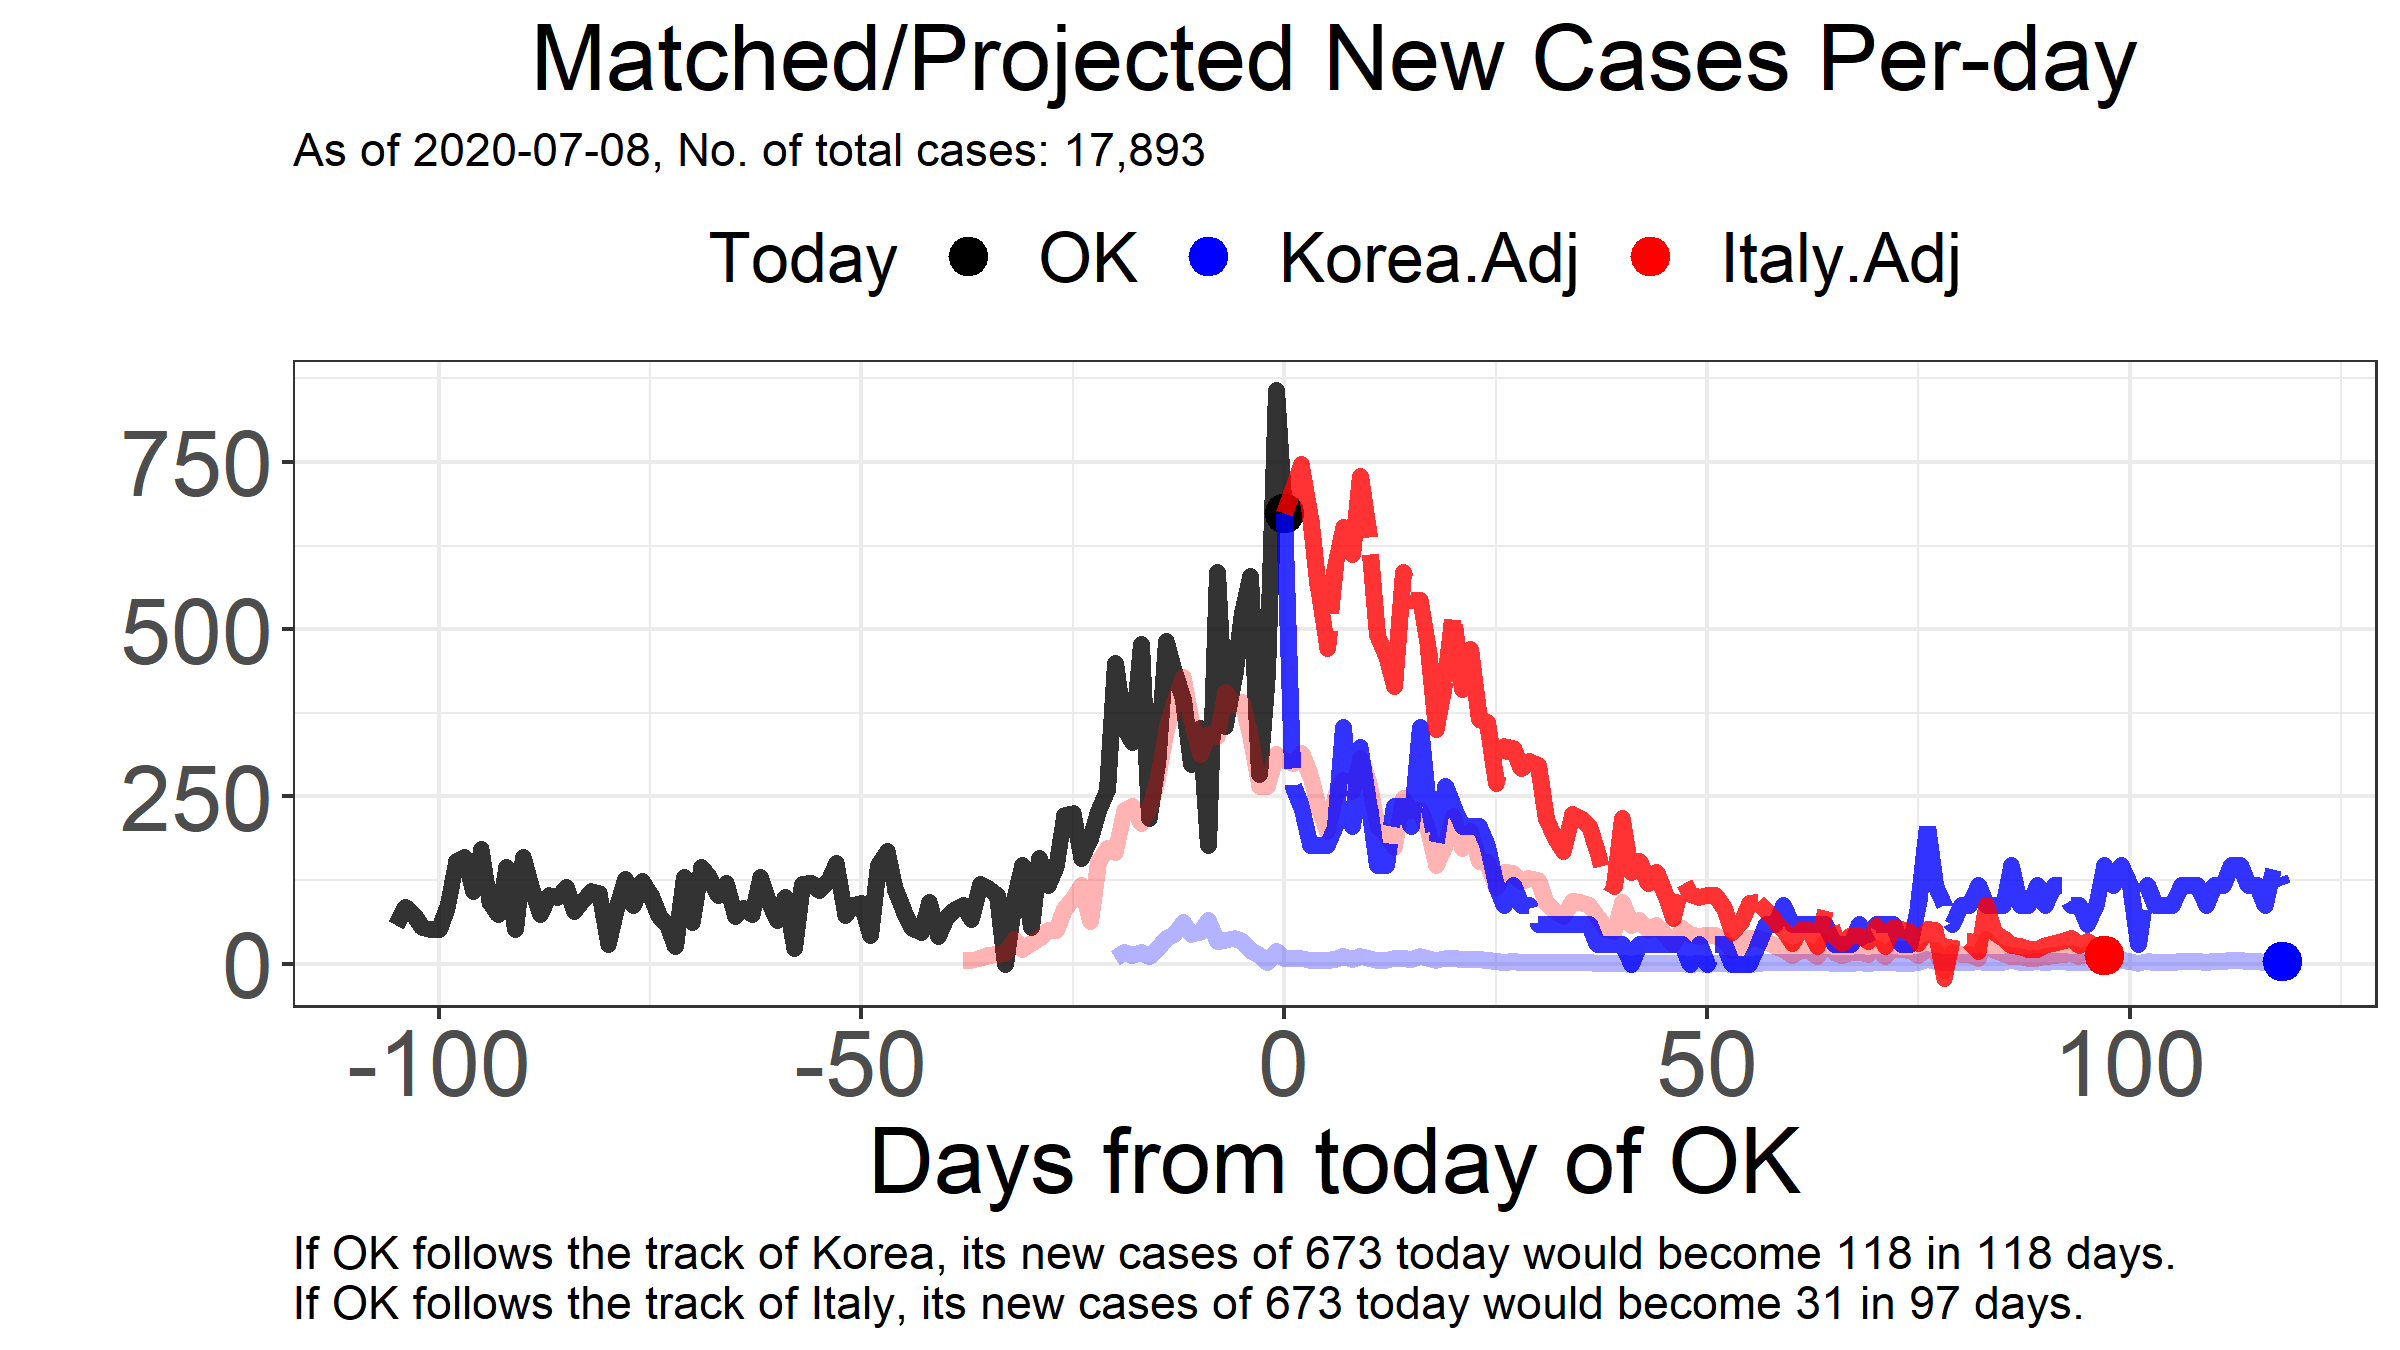 Matched/Projected New Cases Per-day
As of 2020-07-08, No. of total cases: 17,893
Today OK Korea.Adj Italy.Adj
750
500
250
0
-100 -50 0 50 100
Days from today of OK
If OK follows the track of Korea, its new cases of 673 today would become 118 in 118 days.
If OK follows the track of Italy, its new cases of 673 today would become 31 in 97 days.